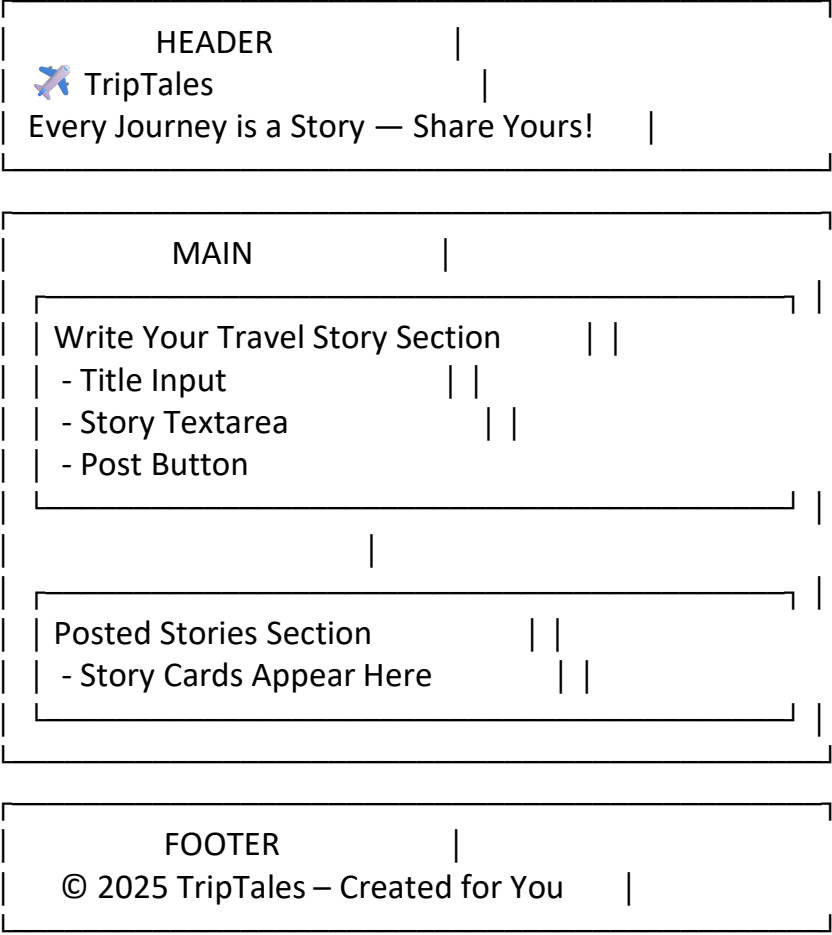 HEADER
✈️ TripTales
Every Journey is a Story — Share Yours!
MAIN
Write Your Travel Story Section
- Title Input
- Story Textarea
- Post Button
Posted Stories Section
- Story Cards Appear Here
FOOTER
© 2025 TripTales – Created for You